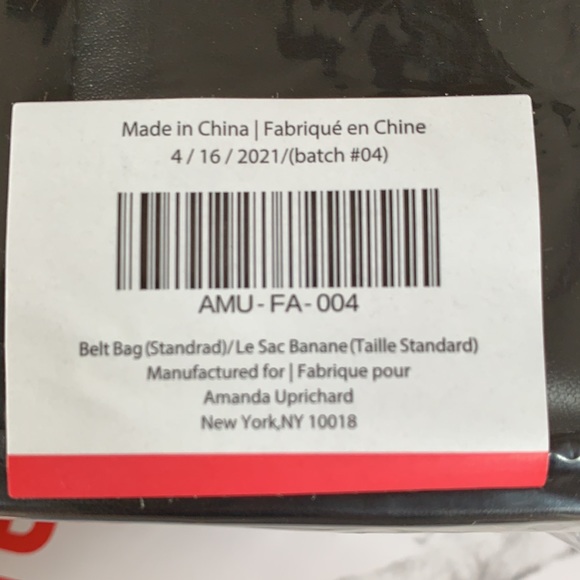 Made in China | Fabriqué en Chine
4 / 16 / 2021/(batch #04)
AMU - FA - 004
Belt Bag (Standrad)/ Le Sac Banane (Taille Standard)
Manufactured for | Fabrique pour
Amanda Uprichard
New York,NY 10018